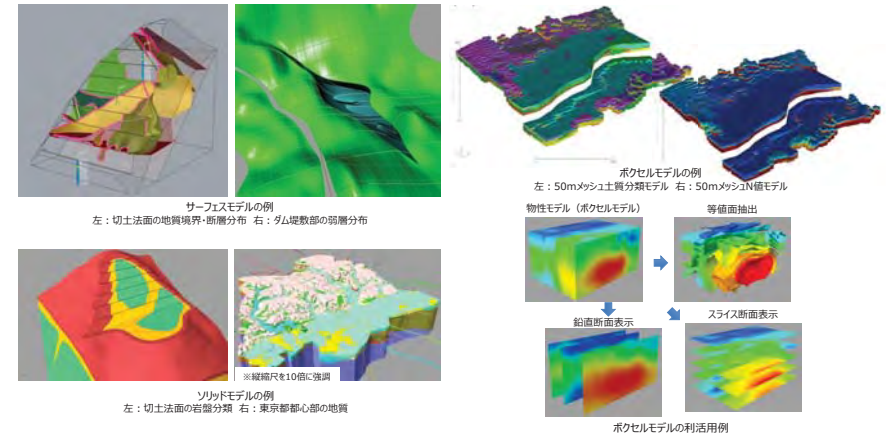 サーフェスモデルの例
左：切土法面の地質境界・断層分布 右：ダム堤敷部の弱層分布
※縦縮尺を10倍に強調
ソリッドモデルの例
左：切土法面の岩盤分類 右：東京都都心部の地質
ボクセルモデルの例
左：50mメッシュ土質分類モデル 右：50mメッシュN値モデル
物性モデル（ボクセルモデル）
等値面抽出
鉛直断面表示
スライス断面表示
ボクセルモデルの利活用例